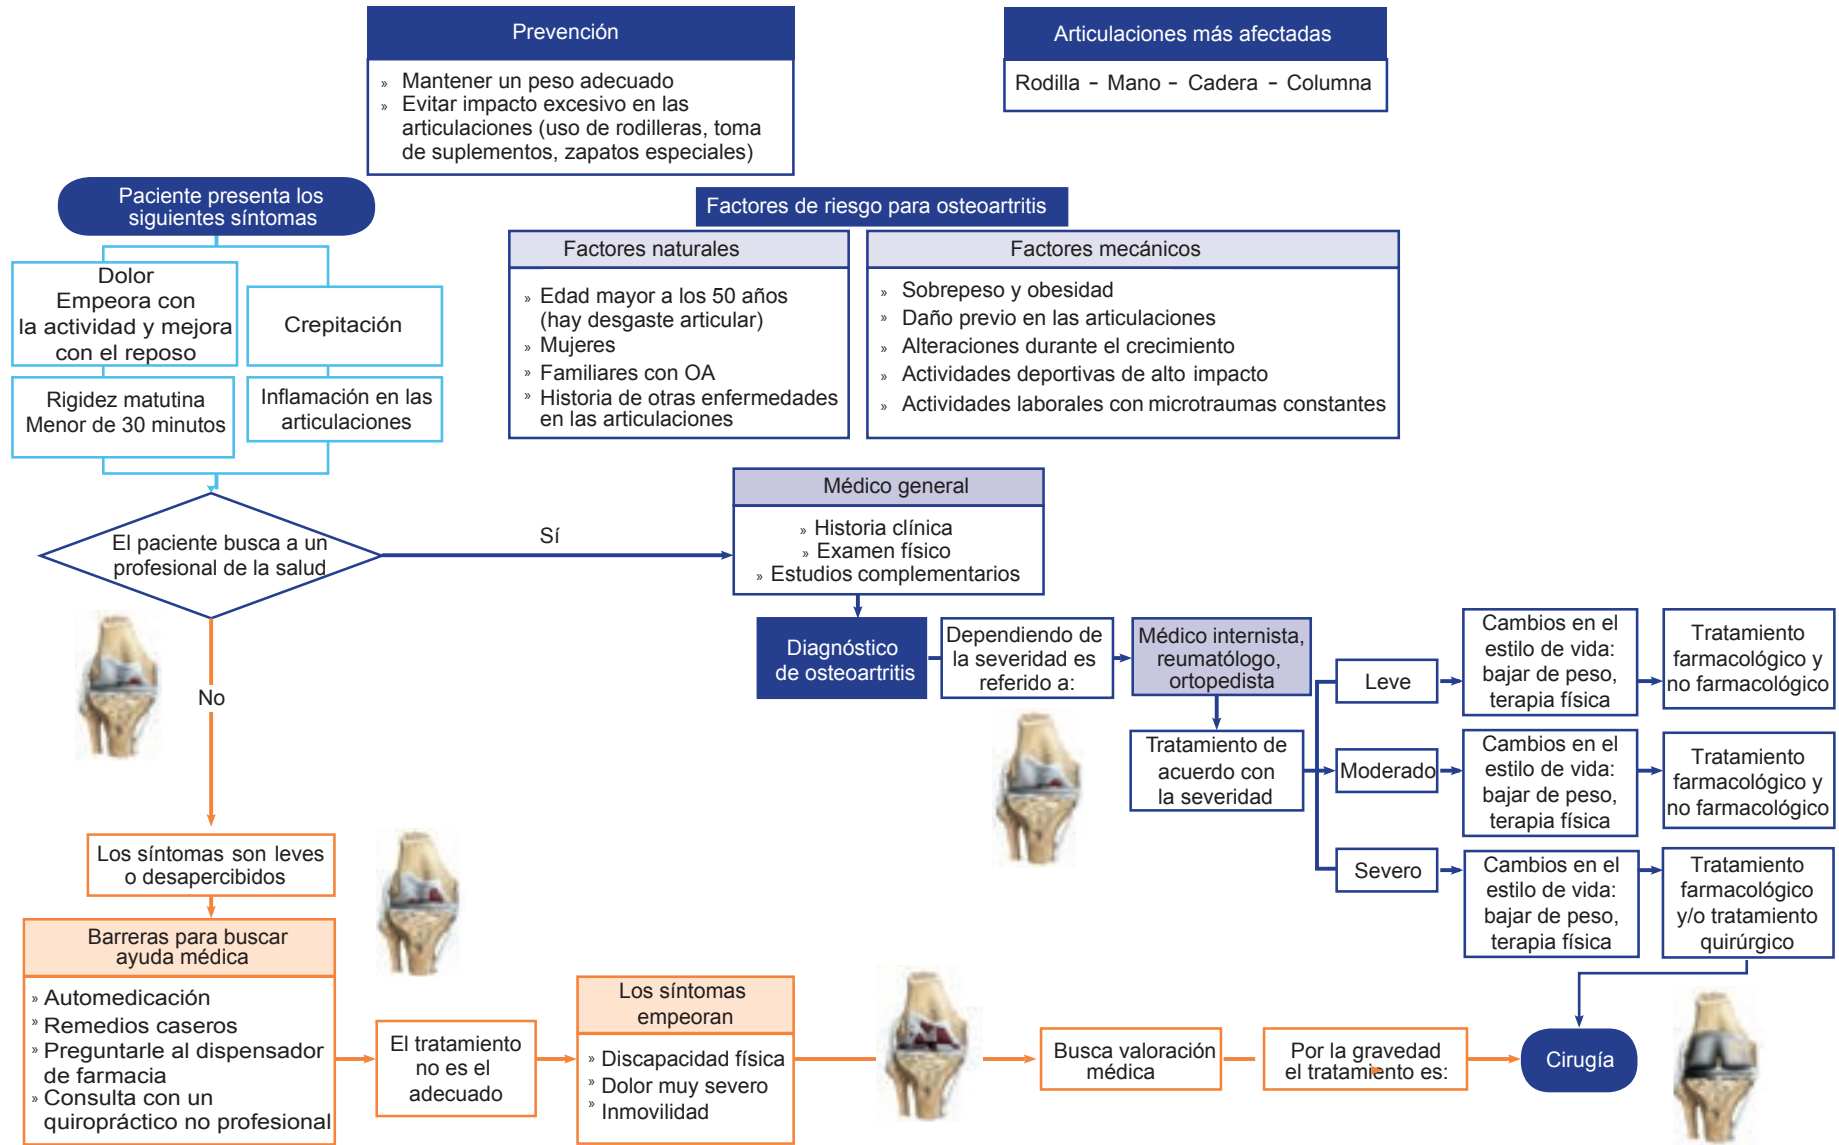 Prevención
» Mantener un peso adecuado
» Evitar impacto excesivo en las
articulaciones (uso de rodilleras, toma
de suplementos, zapatos especiales)
Articulaciones más afectadas
Rodilla - Mano - Cadera - Columna
Paciente presenta los
siguientes síntomas
Dolor
Empeora con
la actividad y mejora
con el reposo
Crepitación
Rigidez matutina
Menor de 30 minutos
Inflamación en las
articulaciones
Factores de riesgo para osteoartritis
Factores naturales
» Edad mayor a los 50 años
(hay desgaste articular)
» Mujeres
» Familiares con OA
» Historia de otras enfermedades
en las articulaciones
Factores mecánicos
» Sobrepeso y obesidad
» Daño previo en las articulaciones
» Alteraciones durante el crecimiento
» Actividades deportivas de alto impacto
» Actividades laborales con microtraumas constantes
El paciente busca a un
profesional de la salud
Sí
Médico general
» Historia clínica
» Examen físico
» Estudios complementarios
Diagnóstico
de osteoartritis
Dependiendo de
la severidad es
referido a:
Médico internista,
reumatólogo,
ortopedista
Tratamiento de
acuerdo con
la severidad
Leve
Cambios en el
estilo de vida:
bajar de peso,
terapia física
Tratamiento
farmacológico y
no farmacológico
Moderado
Cambios en el
estilo de vida:
bajar de peso,
terapia física
Tratamiento
farmacológico y
no farmacológico
Severo
Cambios en el
estilo de vida:
bajar de peso,
terapia física
Tratamiento
farmacológico
y/o tratamiento
quirúrgico
No
Los síntomas son leves
o desapercibidos
Barreras para buscar
ayuda médica
» Automedicación
» Remedios caseros
» Preguntarle al dispensador
de farmacia
» Consulta con un
quiropráctico no profesional
El tratamiento
no es el
adecuado
Los síntomas
empeoran
» Discapacidad física
» Dolor muy severo
» Inmovilidad
Busca valoración
médica
Por la gravedad
el tratamiento es:
Cirugía